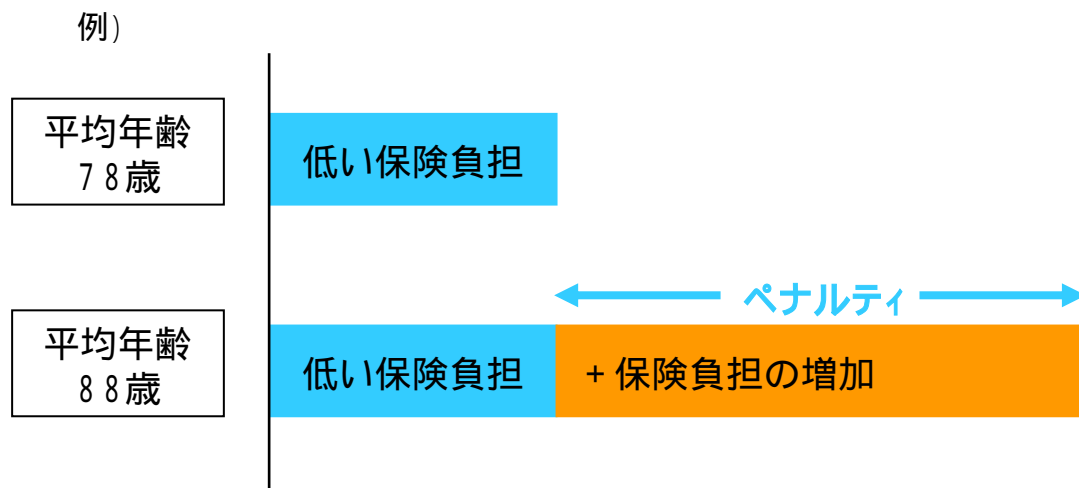 例)
平均年齢
７８歳
低い保険負担
ペナルティ
平均年齢
８８歳
低い保険負担
+保険負担の増加